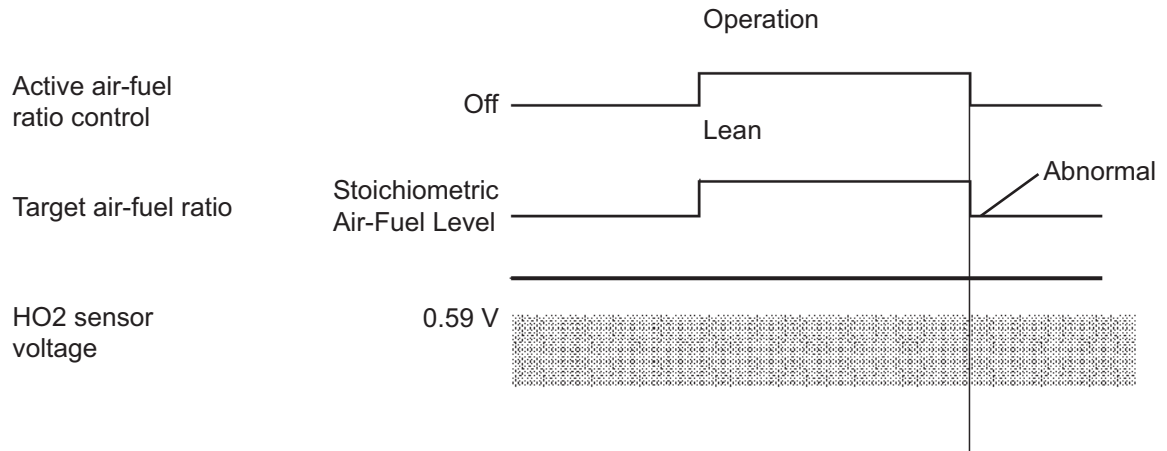 Operation
Active air-fuel
ratio control
Off
Lean
Abnormal
Target air-fuel ratio
Stoichiometric
Air-Fuel Level
HO2 sensor
voltage
0.59 V